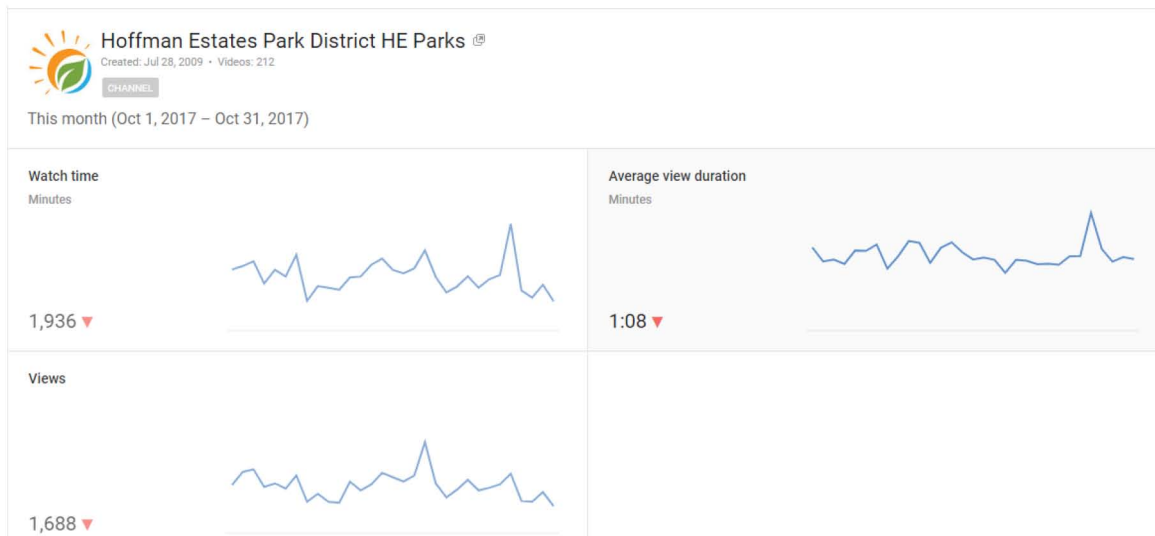 Hoffman Estates Park District HE Parks
Created: Jul 28, 2009 • Videos: 212
CHANNEL
This month (Oct 1, 2017 – Oct 31, 2017)
Watch time
Minutes
1,936 ▼
Average view duration
Minutes
1:08 ▼
Views
1,688 ▼